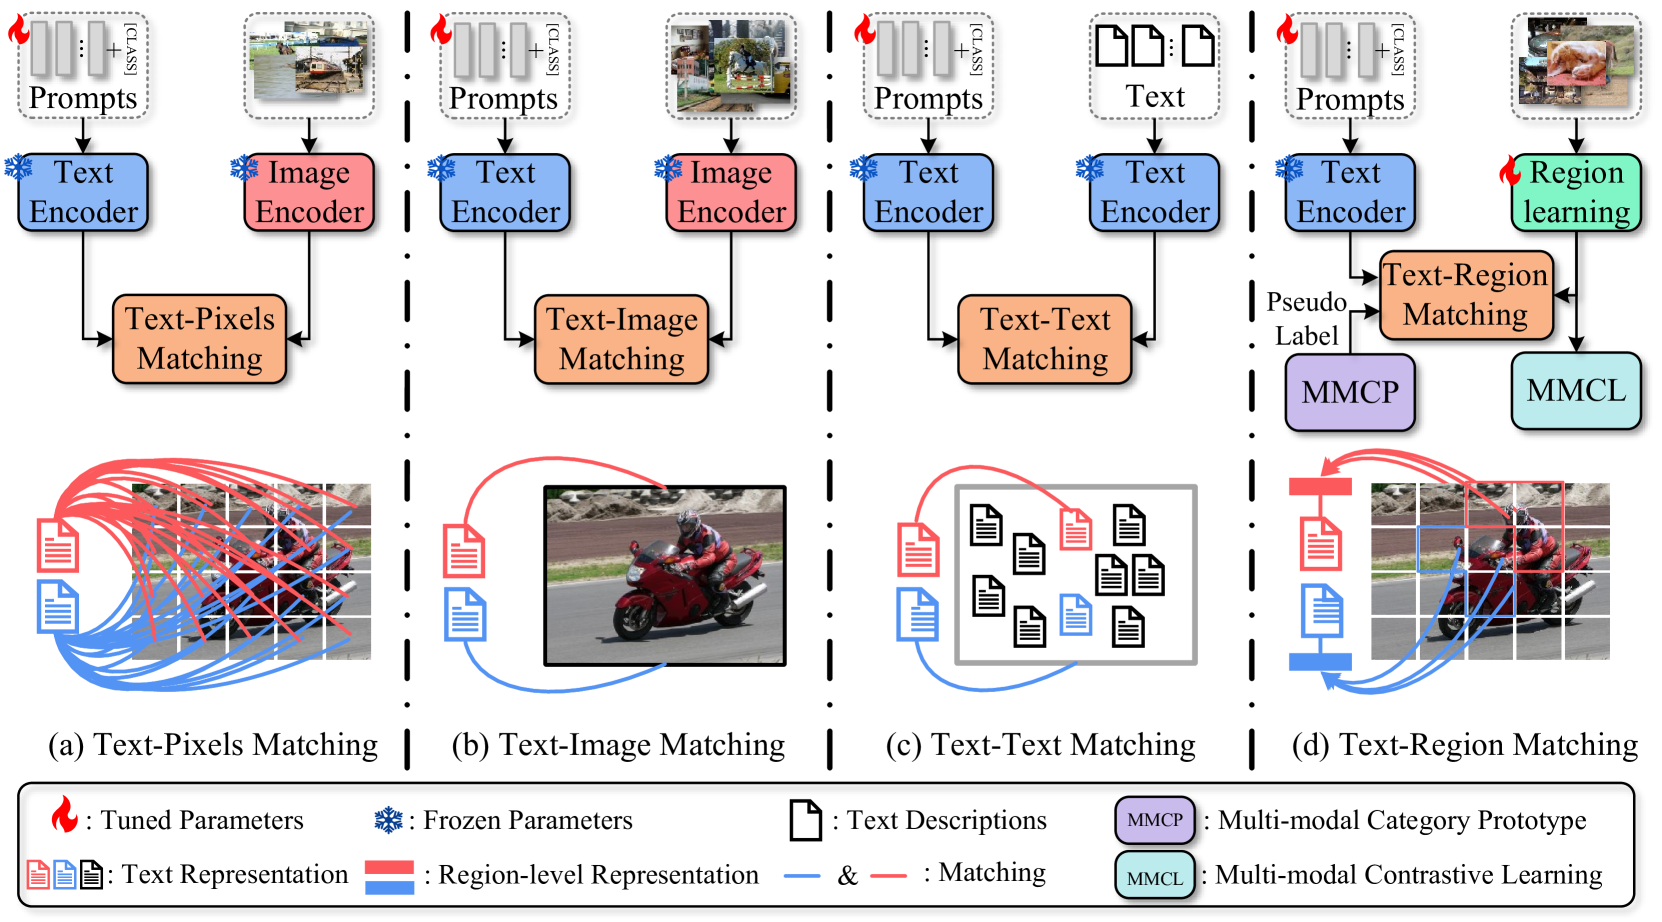 [CLASS]
Prompts
Text
Encoder
Image
Encoder
Text-Pixels
Matching
(a) Text-Pixels Matching
[CLASS]
Prompts
Text
Encoder
Image
Encoder
Text-Image
Matching
(b) Text-Image Matching
[CLASS]
Prompts
Text
Text
Encoder
Text
Encoder
Text-Text
Matching
(c) Text-Text Matching
[CLASS]
Prompts
Text
Encoder
Region
learning
Text-Region
Matching
Pseudo
Label
MMCP
MMCL
(d) Text-Region Matching
: Tuned Parameters
: Frozen Parameters
: Text Descriptions
MMCP : Multi-modal Category Prototype
: Text Representation
: Region-level Representation
& : Matching
MMCL : Multi-modal Contrastive Learning